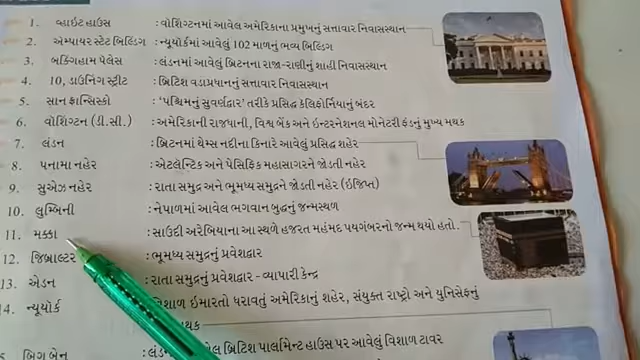 1. વ્હાઈટ હાઉસ : વોશિંગ્ટનમાં આવેલ અમેરિકાના પ્રમુખનું સત્તાવાર નિવાસસ્થાન
2. એમ્પાયર સ્ટેટ બિલ્ડિંગ : ન્યૂયોર્કમાં આવેલું 102 માળનું ભવ્ય બિલ્ડિંગ
3. બકિંગહામ પેલેસ : લંડનમાં આવેલ બ્રિટનના રાજા-રાણીનું શાહી નિવાસસ્થાન
4. 10, ડાઉનિંગ સ્ટ્રીટ : બ્રિટિશ વડાપ્રધાનનું સત્તાવાર નિવાસસ્થાન
5. સાન ફ્રાન્સિસ્કો : 'પશ્ચિમનું સુવર્ણદ્વાર' તરીકે પ્રસિદ્ધ કેલિફોર્નિયાનું બંદર
6. વોશિંગ્ટન (ડી.સી.) : અમેરિકાની રાજધાની, વિશ્વ બેંક અને ઇન્ટરનેશનલ મોનેટરી ફંડનું મુખ્ય મથક
7. લંડન : બ્રિટનમાં થેમ્સ નદીના કિનારે આવેલું પ્રસિદ્ધ શહેર
8. પનામા નહેર : એટલેન્ટિક અને પેસિફિક મહાસાગરને જોડતી નહેર
9. સુએઝ નહેર : રાતા સમુદ્ર અને ભૂમધ્ય સમુદ્રને જોડતી નહેર (ઇજિપ્ત)
10. લુમ્બિની : નેપાળમાં આવેલ ભગવાન બુદ્ધનું જન્મસ્થળ
11. મક્કા : સાઉદી અરેબિયાના આ સ્થળે હજરત મહંમદ પયગંબરનો જન્મ થયો હતો.
12. જિબ્રાલ્ટર : ભૂમધ્ય સમુદ્રનું પ્રવેશદ્વાર
13. એડન : રાતા સમુદ્રનું પ્રવેશદ્વાર - વ્યાપારી કેન્દ્ર
14. ન્યૂયોર્ક વિશાળ ઇમારતો ધરાવતું અમેરિકાનું શહેર, સંયુક્ત રાષ્ટ્રો અને યુનિસેફનું
મથક
બિગ બેન : બ્રિટિશ પાર્લામેન્ટ હાઉસ પર આવેલું વિશાળ ટાવર